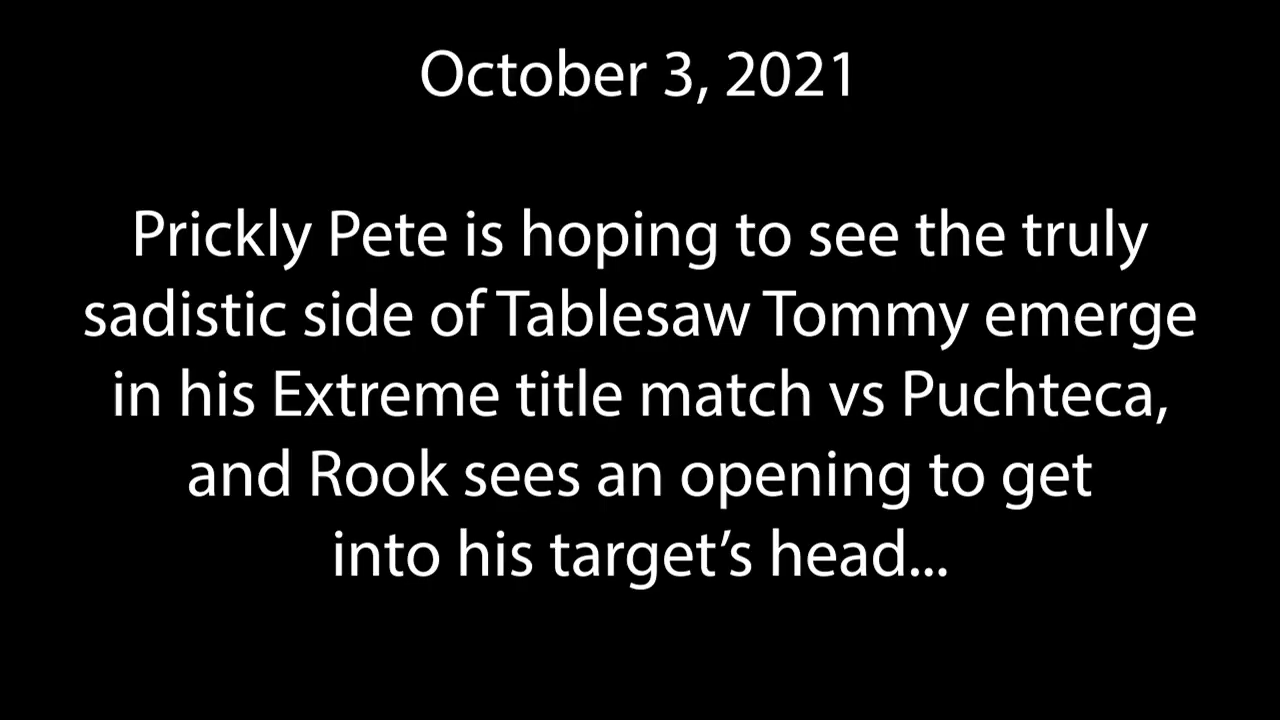 October 3, 2021
Prickly Pete is hoping to see the truly
sadistic side of Tablesaw Tommy emerge
in his Extreme title match vs Puchteca,
and Rook sees an opening to get
into his target’s head...